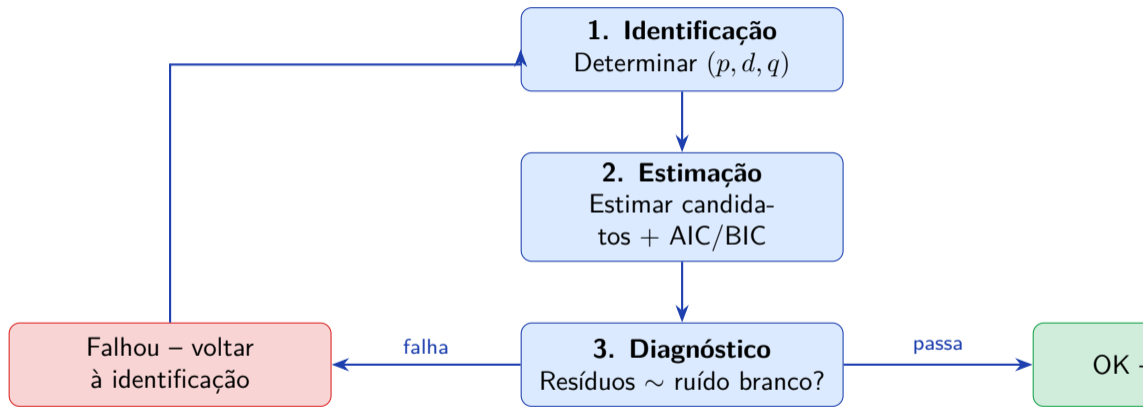 1. Identificação
Determinar (p, d, q)
2. Estimação
Estimar candida-
tos + AIC/BIC
Falhou – voltar
à identificação
falha
3. Diagnóstico
Resíduos ∼ ruído branco?
passa
OK -